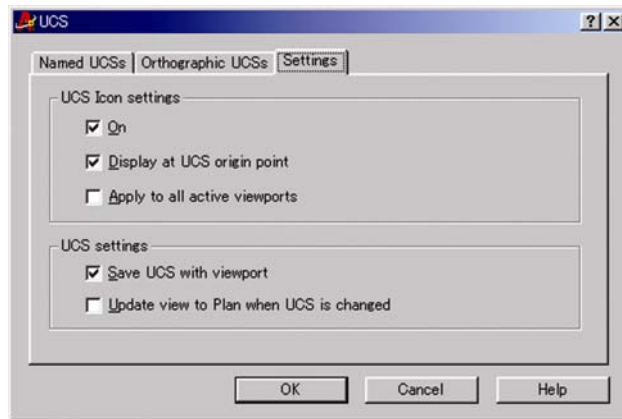 UCS
Named UCSs Orthographic UCSs Settings
UCS Icon settings
On
Display at UCS origin point
Apply to all active viewports
UCS settings
Save UCS with viewport
Update view to Plan when UCS is changed
OK Cancel Help